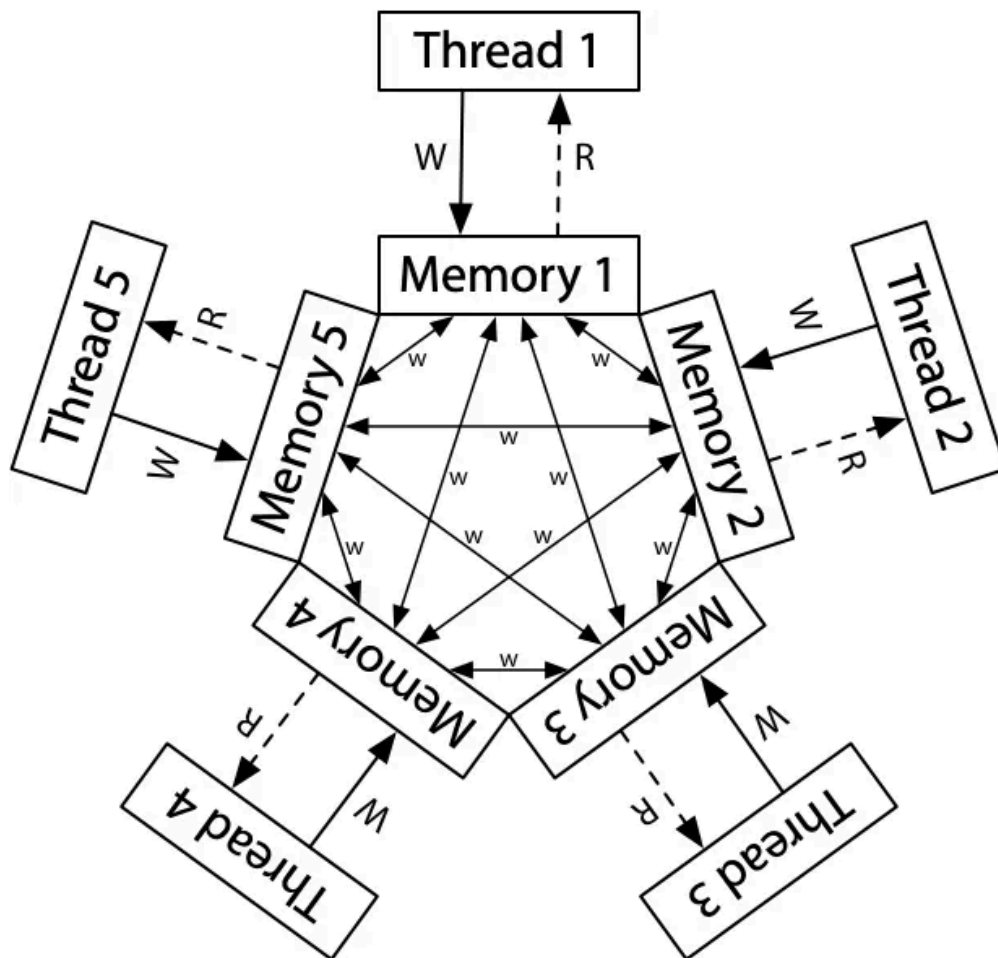 Thread 1
W
R
Memory 1
Thread 5
R
W
Memory 5
Memory 2
W
R
Thread 2
w
w
w
w
w
w
w
w
w
w
Memory 4
Memory 3
R
W
Thread 4
R
W
Thread 3